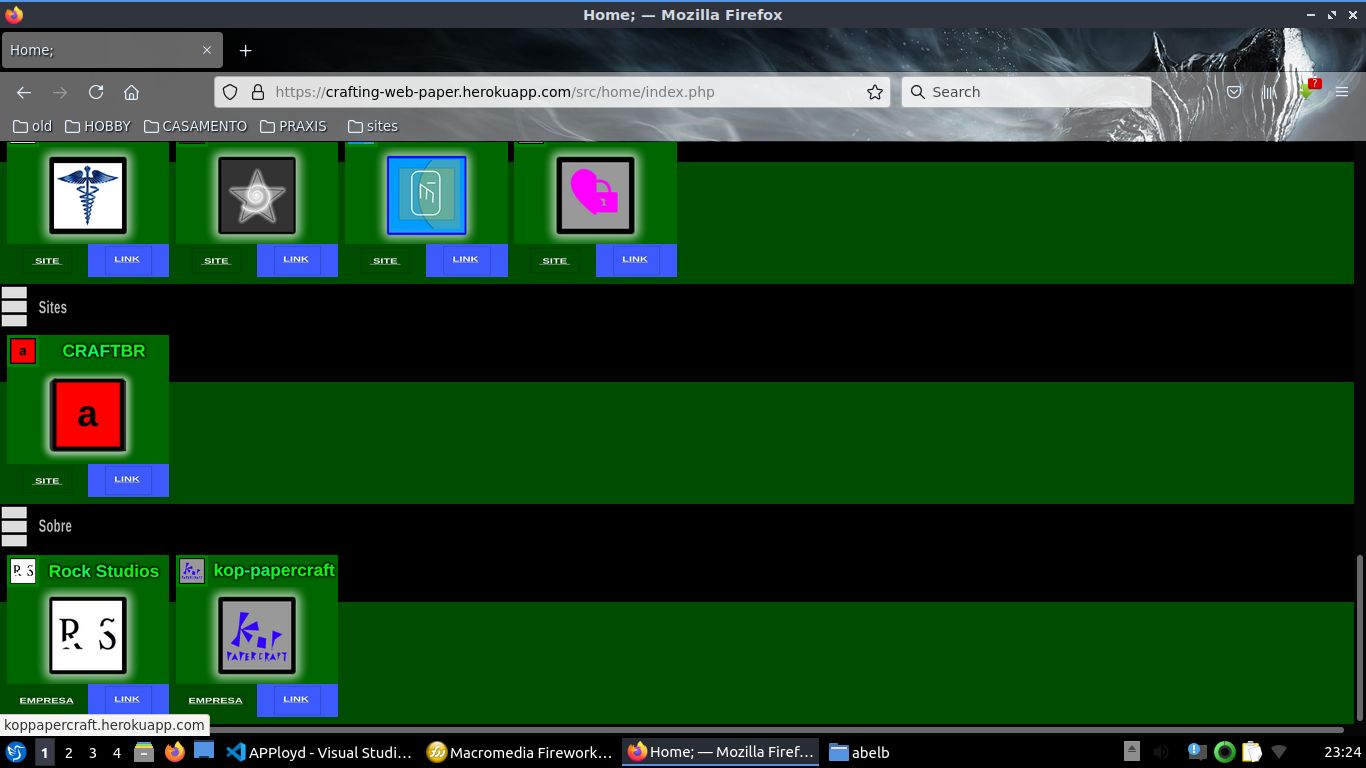 Home; — Mozilla Firefox
Home;
https://crafting-web-paper.herokuapp.com/src/home/index.php
Search
?
old HOBBY CASAMENTO PRAXIS sites
1
SITE LINK SITE LINK SITE LINK SITE LINK
Sites
a CRAFTBR
a
SITE LINK
Sobre
R S Rock Studios kop-papercraft
R S kop PAPERCRAFT
EMPRESA LINK EMPRESA LINK
koppapercraft.herokuapp.com
1 2 3 4 APPloyd - Visual Studi... Macromedia Firework... Home; — Mozilla Firef... abelb 23:24